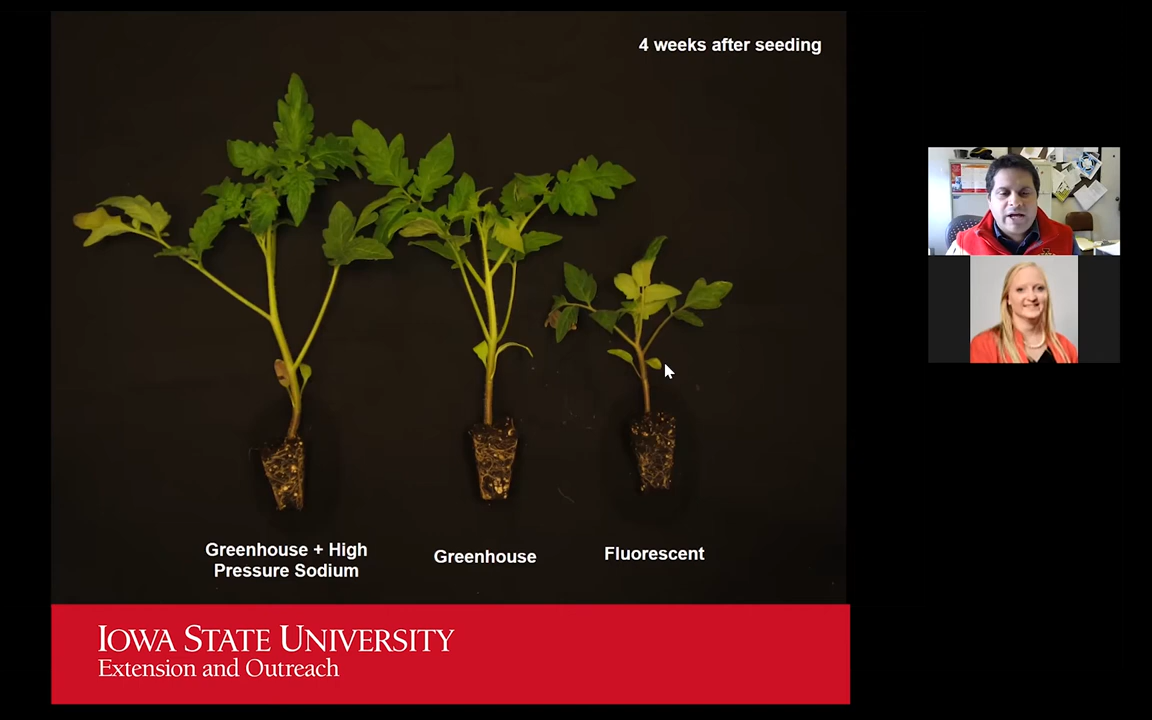 4 weeks after seeding
Greenhouse + High
Pressure Sodium
Greenhouse
Fluorescent
IOWA STATE UNIVERSITY
Extension and Outreach